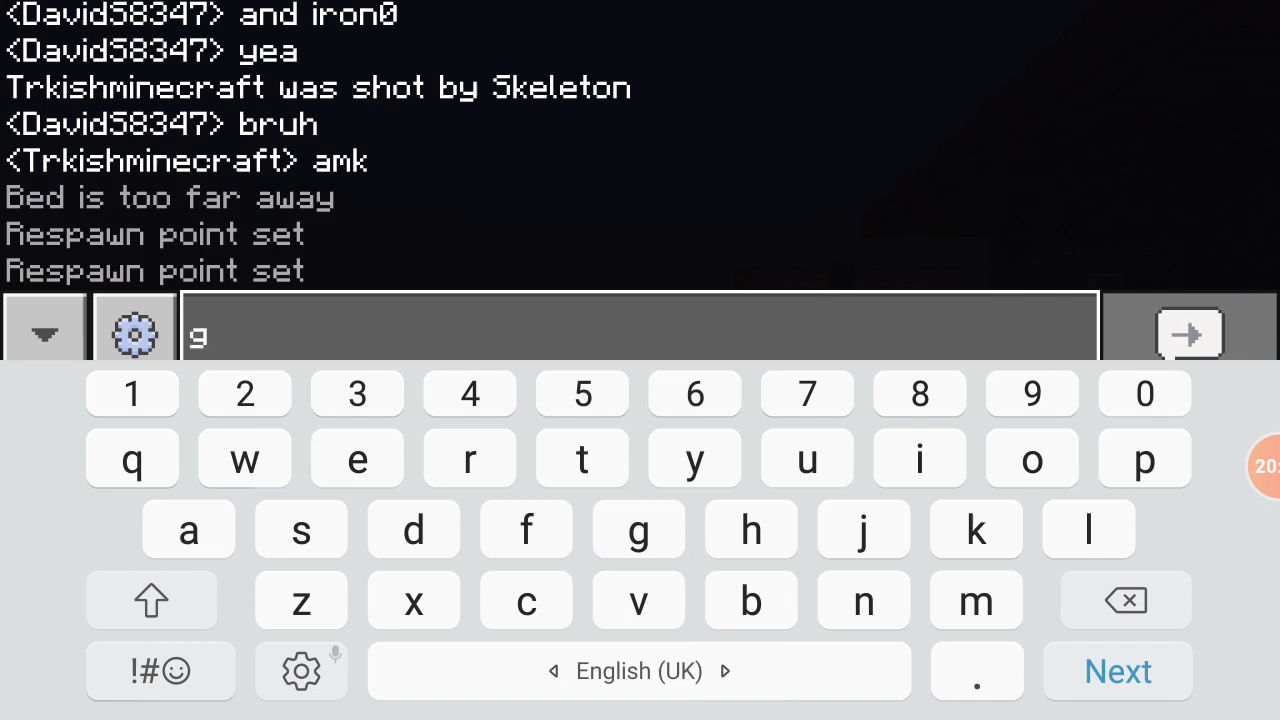 <David58347> and iron0
<David58347> yea
Trkishminecraft was shot by Skeleton
<David58347> bruh
<Trkishminecraft> amk
Bed is too far away
Respawn point set
Respawn point set
g
1 2 3 4 5 6 7 8 9 0
q w e r t y u i o p
20:
a s d f g h j k l
z x c v b n m
!#☺ English (UK) . Next